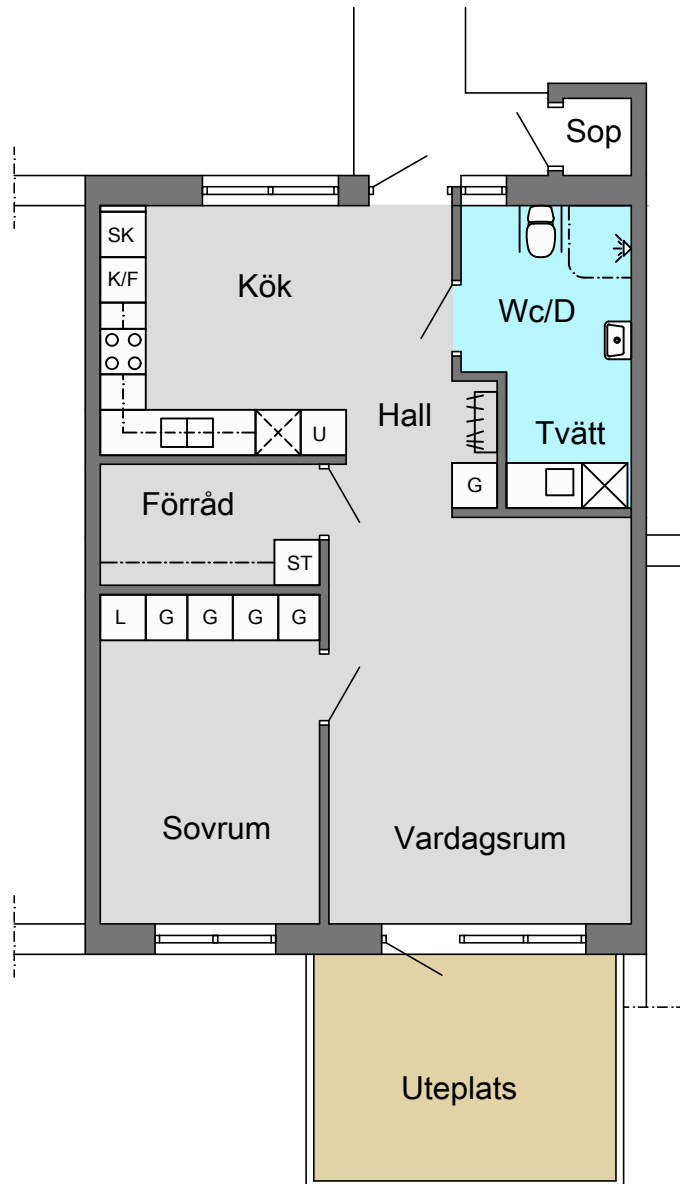 Sop
SK
K/F
Kök
Wc/D
Hall
U
Tvätt
G
Förråd
ST
L G G G G
Sovrum
Vardagsrum
Uteplats